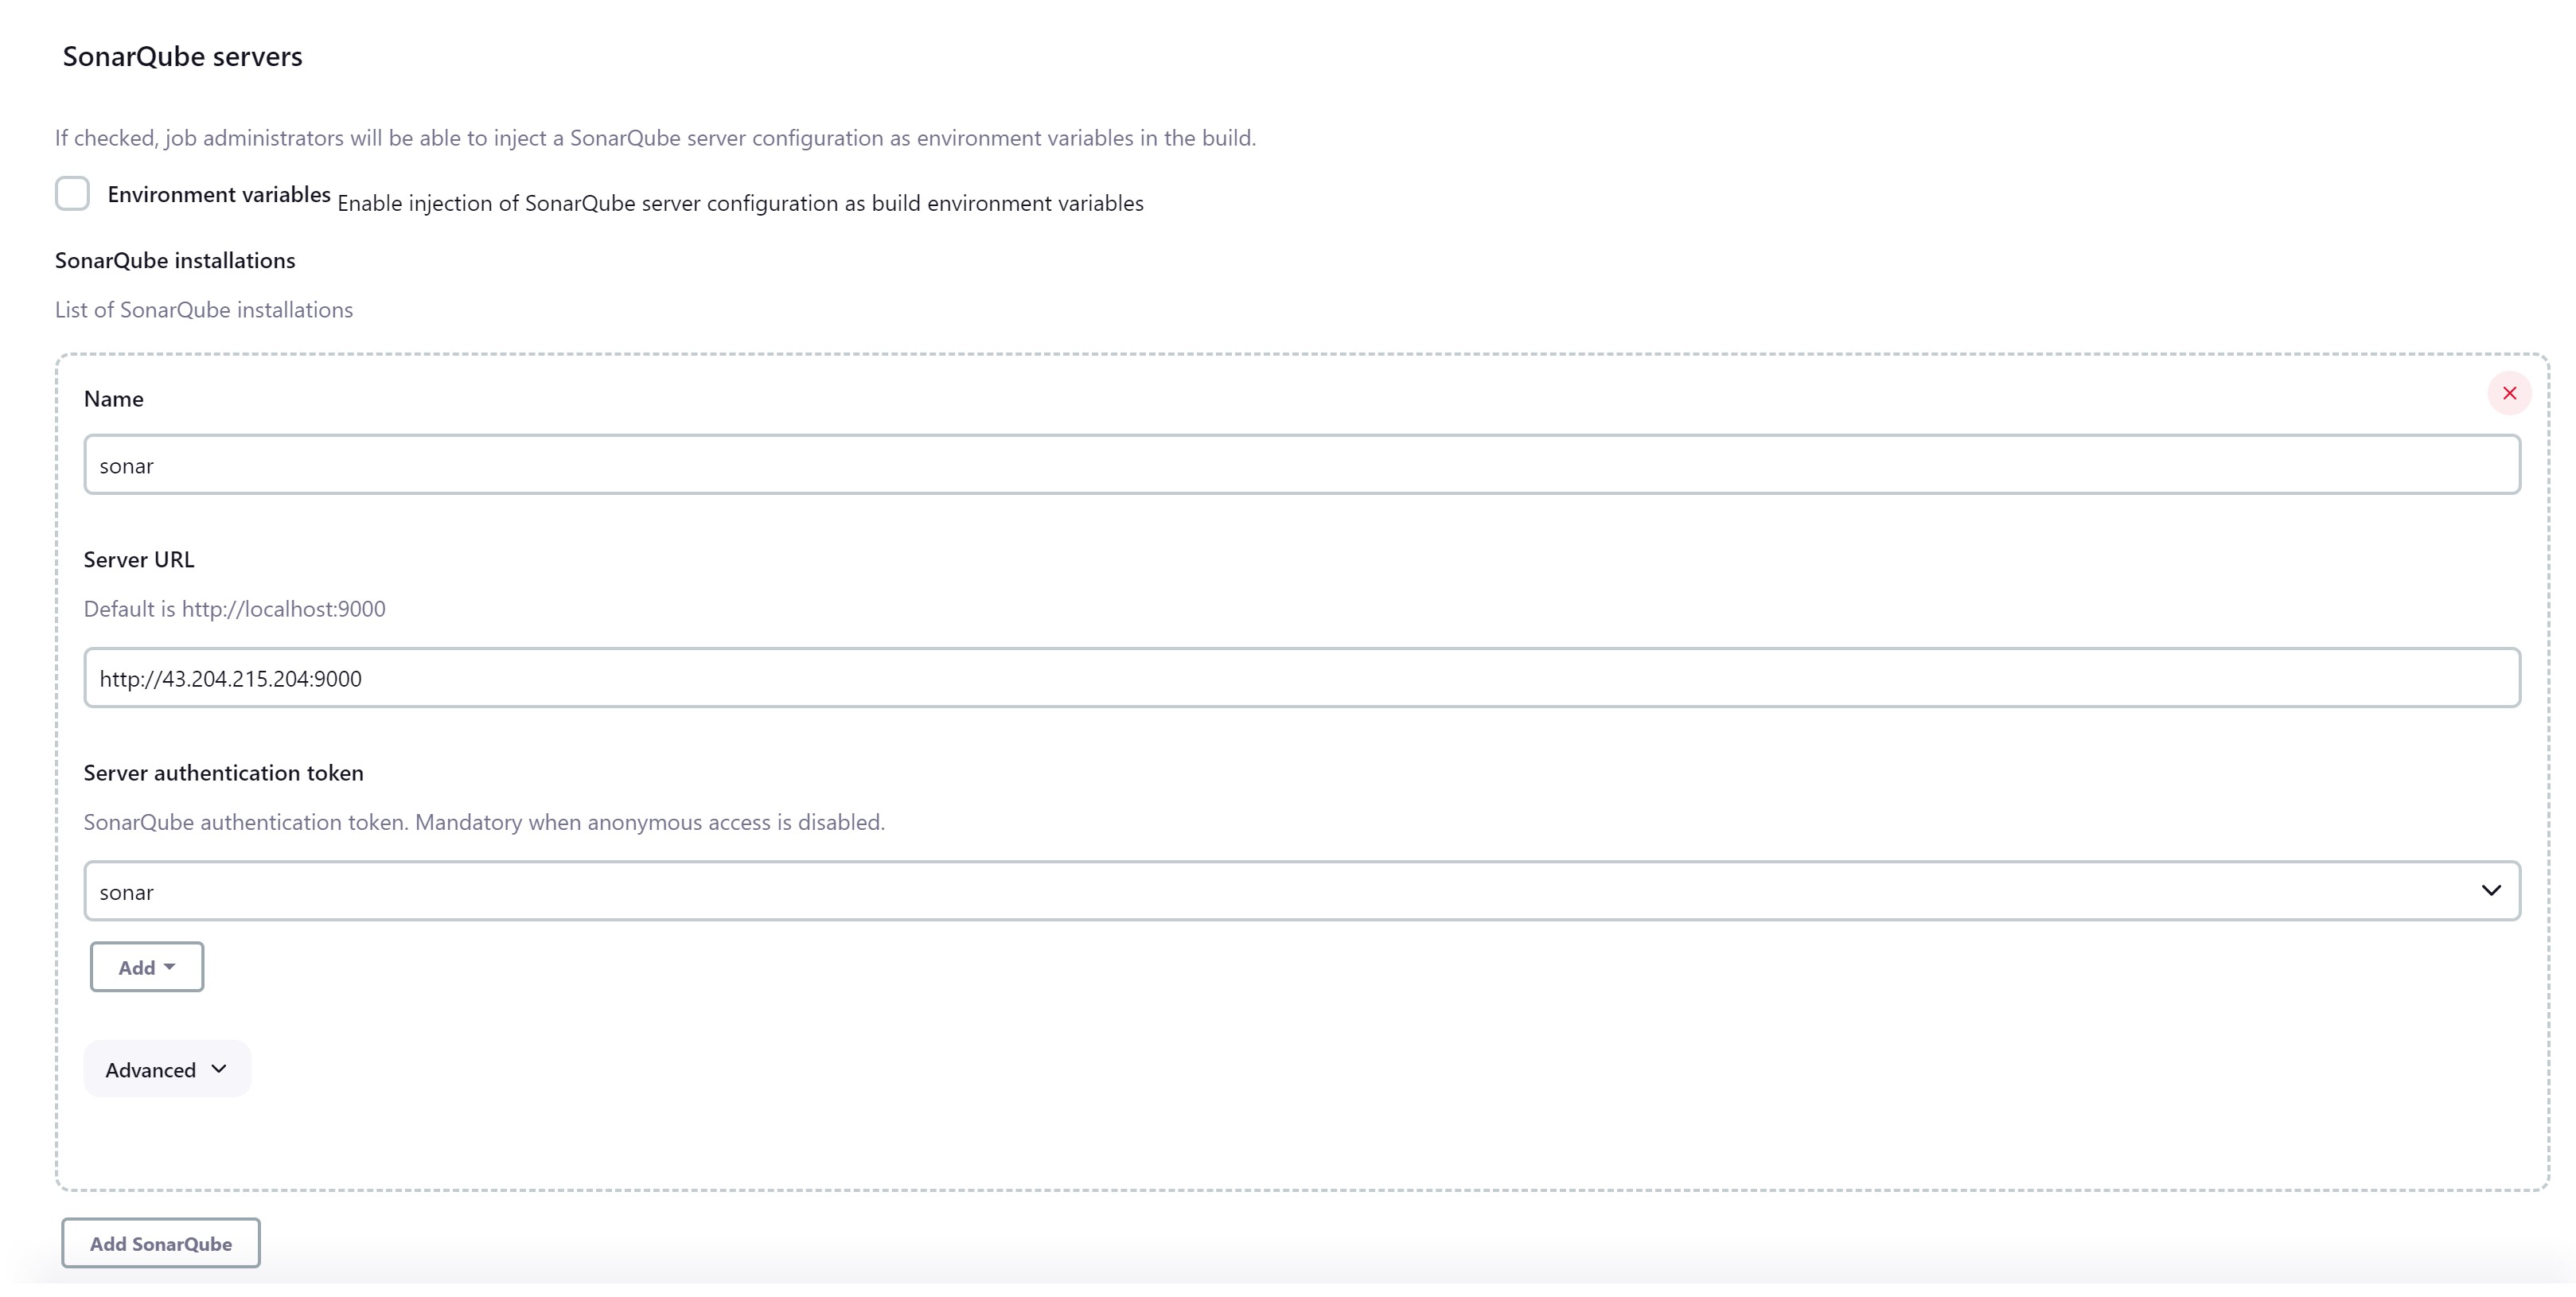 SonarQube servers
If checked, job administrators will be able to inject a SonarQube server configuration as environment variables in the build.
Environment variables Enable injection of SonarQube server configuration as build environment variables
SonarQube installations
List of SonarQube installations
Name
sonar
Server URL
Default is http://localhost:9000
http://43.204.215.204:9000
Server authentication token
SonarQube authentication token. Mandatory when anonymous access is disabled.
sonar
Add
Advanced
Add SonarQube